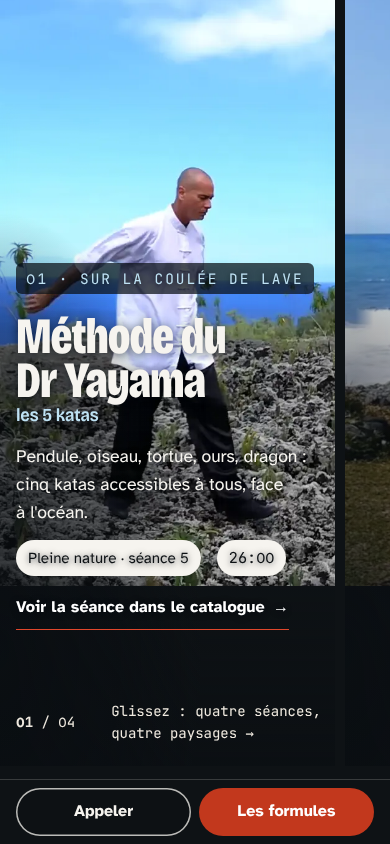 01 · SUR LA COULÉE DE LAVE
Méthode du
Dr Yayama
les 5 katas
Pendule, oiseau, tortue, ours, dragon :
cinq katas accessibles à tous, face
à l'océan.
Pleine nature · séance 5
26:00
Voir la séance dans le catalogue →
01 / 04
Glissez : quatre séances,
quatre paysages →
Appeler
Les formules